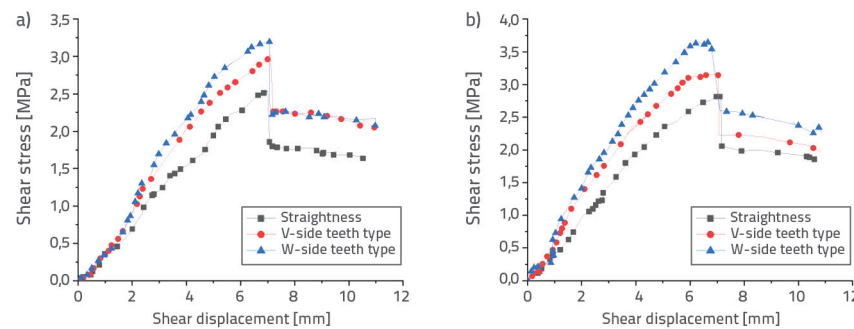 a)
Shear stress [MPa]
3,5
3,0
2,5
2,0
1,5
1,0
0,5
0,0
0 2 4 6 8 10 12
Shear displacement [mm]
Straightness
V-side teeth type
W-side teeth type
b)
Shear stress [MPa]
4,0
3,5
3,0
2,5
2,0
1,5
1,0
0,5
0,0
0 2 4 6 8 10 12
Shear displacement [mm]
Straightness
V-side teeth type
W-side teeth type